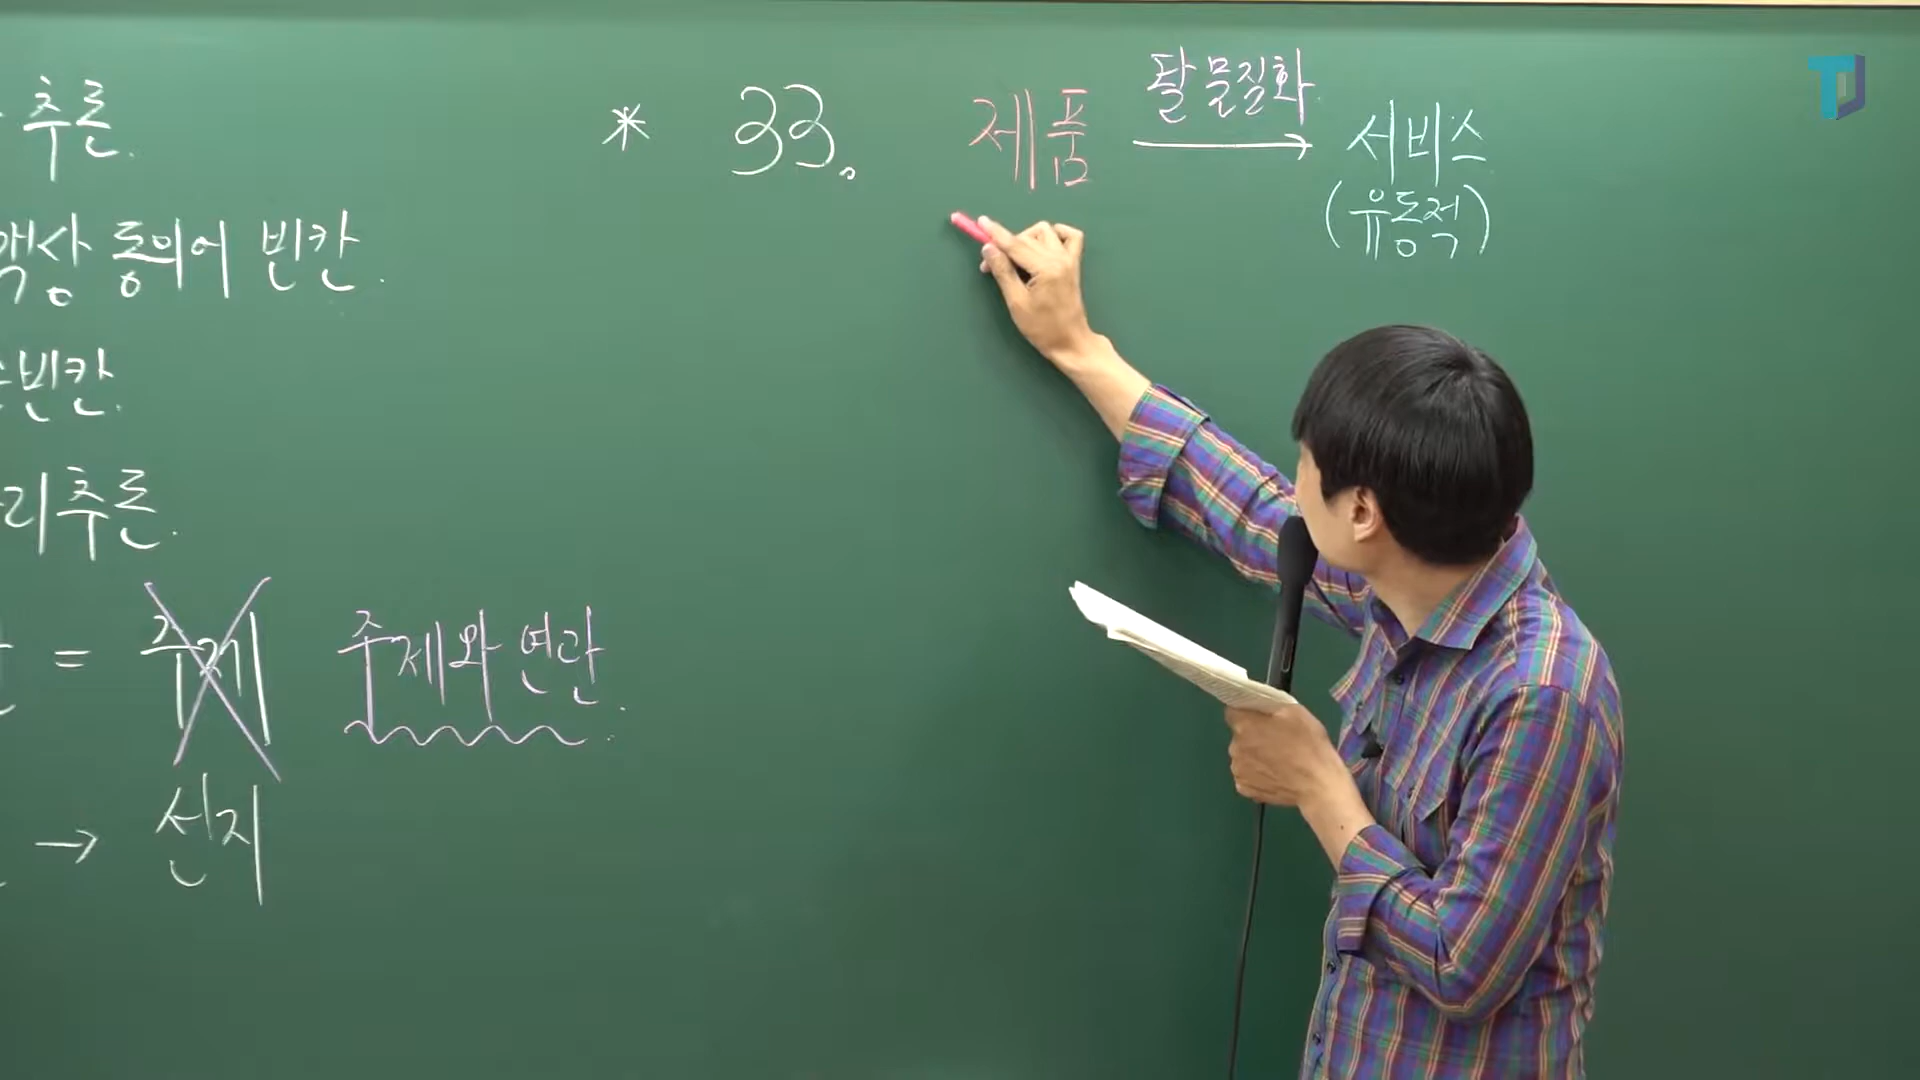 추론.
맥상 동의어 빈칸.
빈칸.
리추론.
= 주제 주제와 연관.
→ 선지
* 33. 제품 → 서비스
탈물질화
(유동적)